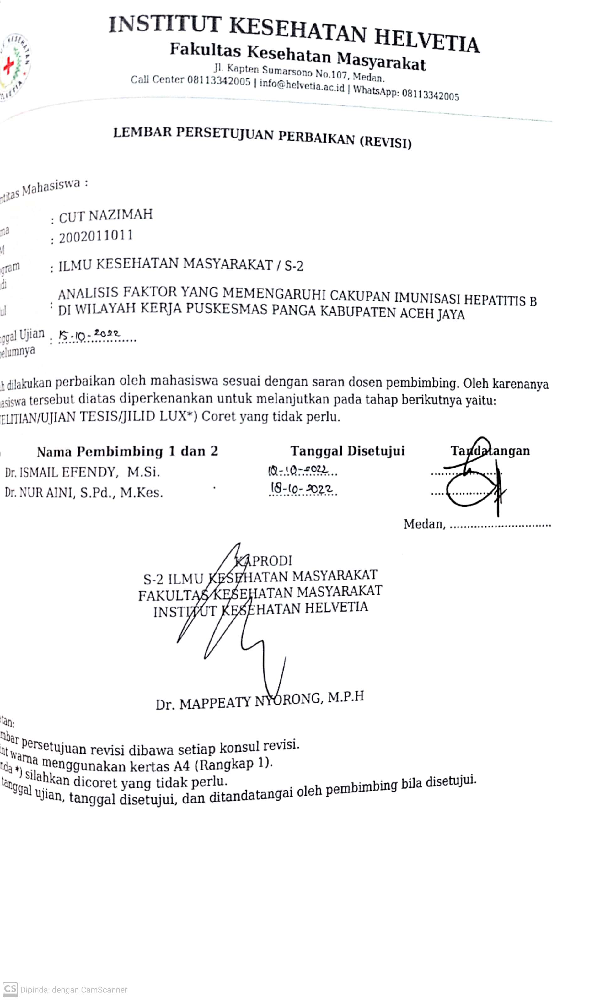 INSTITUT KESEHATAN HELVETIA
Fakultas Kesehatan Masyarakat
Jl. Kapten Sumarsono No.107, Medan.
Call Center 08113342005 | info@helvetia.ac.id | WhatsApp: 08113342005
KESEHATAN
LEMBAR PERSETUJUAN PERBAIKAN (REVISI)
ntitas Mahasiswa :
ma : CUT NAZIMAH
M : 2002011011
ogram : ILMU KESEHATAN MASYARAKAT / S-2
di
ANALISIS FAKTOR YANG MEMENGARUHI CAKUPAN IMUNISASI HEPATITIS B
ul : DI WILAYAH KERJA PUSKESMAS PANGA KABUPATEN ACEH JAYA
nggal Ujian : 15-10-2022
belumnya
h dilakukan perbaikan oleh mahasiswa sesuai dengan saran dosen pembimbing. Oleh karenanya
asiswa tersebut diatas diperkenankan untuk melanjutkan pada tahap berikutnya yaitu:
ELITIAN/UJIAN TESIS/JILID LUX*) Coret yang tidak perlu.
Nama Pembimbing 1 dan 2 Tanggal Disetujui Tandatangan
Dr. ISMAIL EFENDY, M.Si. ....................
Dr. NUR AINI, S.Pd., M.Kes. 18-10-2022 ....................
Medan, ..............................
KAPRODI
S-2 ILMU KESEHATAN MASYARAKAT
FAKULTAS KESEHATAN MASYARAKAT
INSTITUT KESEHATAN HELVETIA
Dr. MAPPEATY NYORONG, M.P.H
tan:
mbar persetujuan revisi dibawa setiap konsul revisi.
int warna menggunakan kertas A4 (Rangkap 1).
nda *) silahkan dicoret yang tidak perlu.
tanggal ujian, tanggal disetujui, dan ditandatangai oleh pembimbing bila disetujui.
CS Dipindai dengan CamScanner